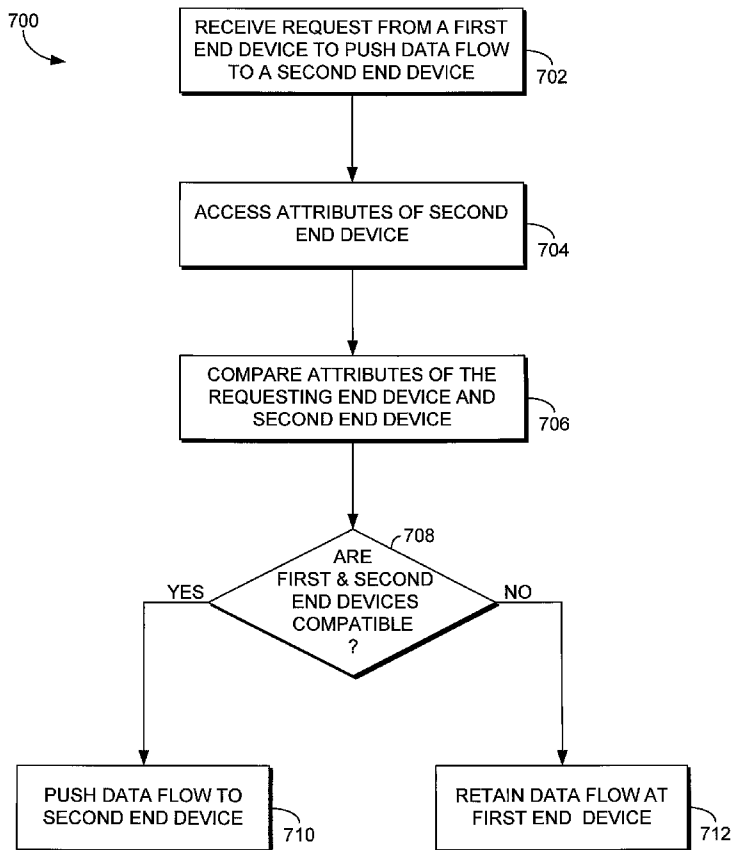 700
RECEIVE REQUEST FROM A FIRST
END DEVICE TO PUSH DATA FLOW
TO A SECOND END DEVICE
702
ACCESS ATTRIBUTES OF SECOND
END DEVICE
704
COMPARE ATTRIBUTES OF THE
REQUESTING END DEVICE AND
SECOND END DEVICE
706
708
ARE
FIRST & SECOND
END DEVICES
COMPATIBLE
?
YES
NO
PUSH DATA FLOW TO
SECOND END DEVICE
710
RETAIN DATA FLOW AT
FIRST END DEVICE
712